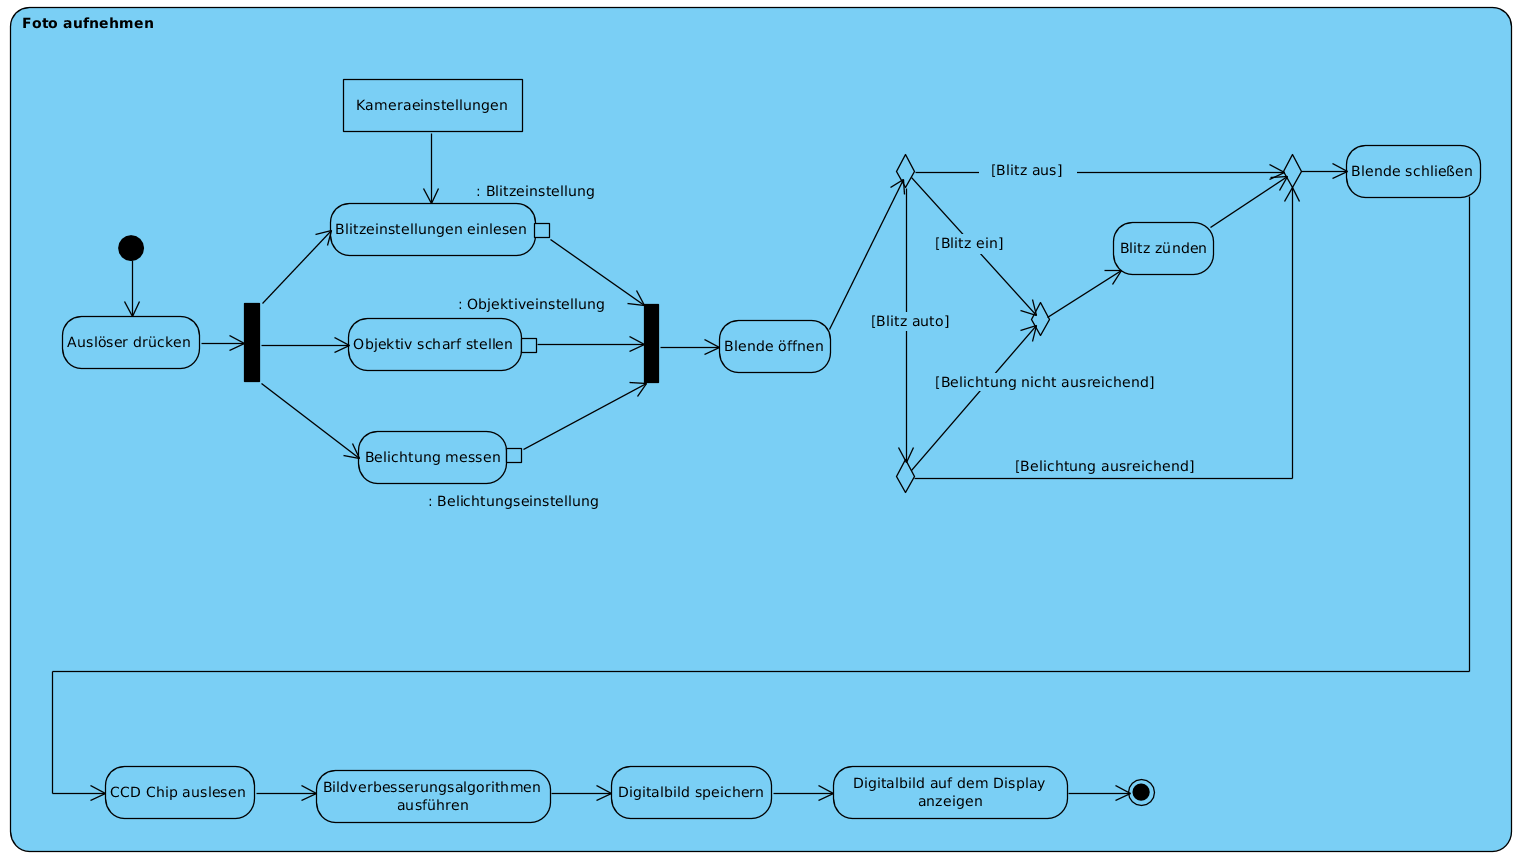 Foto aufnehmen
Kameraeinstellungen
: Blitzeinstellung
Blitzeinstellungen einlesen
: Objektiveinstellung
Auslöser drücken
Objektiv scharf stellen
Belichtung messen
: Belichtungseinstellung
Blende öffnen
[Blitz aus]
[Blitz ein]
[Blitz auto]
Blitz zünden
[Belichtung nicht ausreichend]
[Belichtung ausreichend]
Blende schließen
CCD Chip auslesen
Bildverbesserungsalgorithmen
ausführen
Digitalbild speichern
Digitalbild auf dem Display
anzeigen